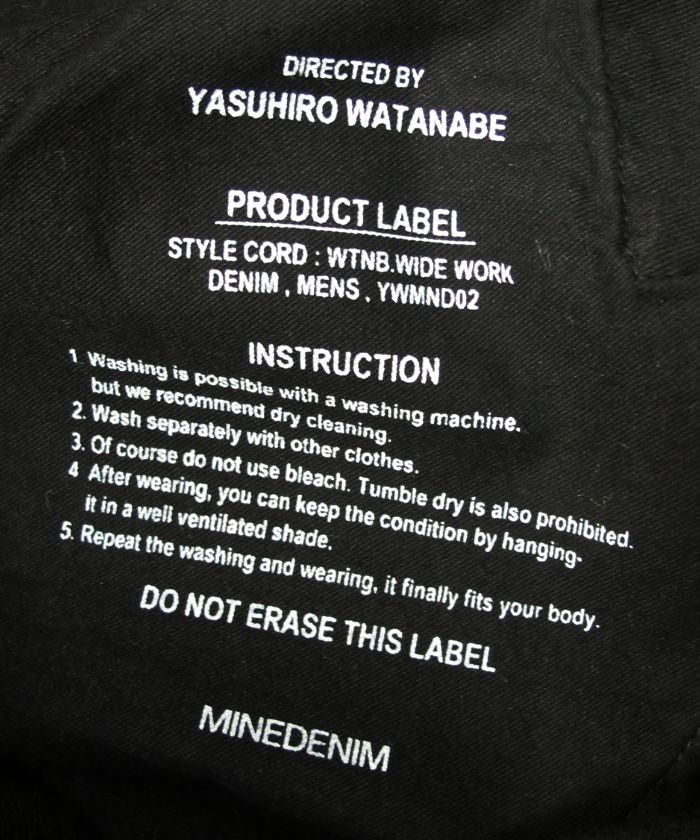 DIRECTED BY
YASUHIRO WATANABE
PRODUCT LABEL
STYLE CORD : WTNB.WIDE WORK
DENIM , MENS , YWMND02
INSTRUCTION
1 Washing is possible with a washing machine.
but we recommend dry cleaning.
2. Wash separately with other clothes.
3. Of course do not use bleach. Tumble dry is also prohibited.
4 After wearing, you can keep the condition by hanging-
it in a well ventilated shade.
5. Repeat the washing and wearing, it finally fits your body.
DO NOT ERASE THIS LABEL
MINEDENIM